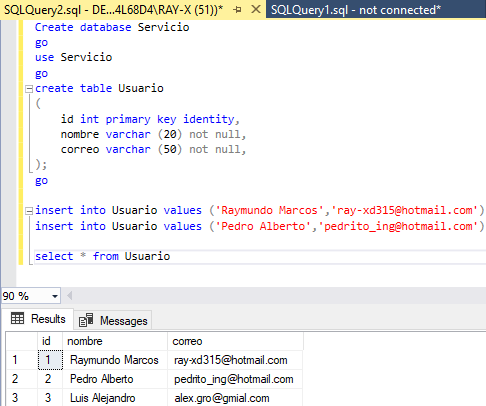 SQLQuery2.sql - DE...4L68D4\RAY-X (51))* SQLQuery1.sql - not connected*
Create database Servicio
go
use Servicio
go
create table Usuario
(
id int primary key identity,
nombre varchar (20) not null,
correo varchar (50) not null,
);
go
insert into Usuario values ('Raymundo Marcos','ray-xd315@hotmail.com')
insert into Usuario values ('Pedro Alberto','pedrito_ing@hotmail.com')
select * from Usuario
90 %
Results Messages
id nombre correo
1 1 Raymundo Marcos ray-xd315@hotmail.com
2 2 Pedro Alberto pedrito_ing@hotmail.com
3 3 Luis Alejandro alex.gro@gmial.com